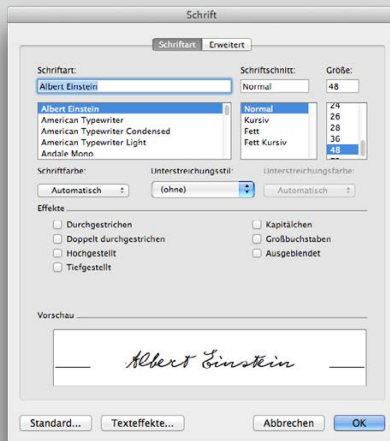 Schrift
Schriftart Erweitert
Schriftart: Schriftschnitt: Größe:
Albert Einstein Normal 48
Albert Einstein Normal 24
American Typewriter Kursiv 26
American Typewriter Condensed Fett 28
American Typewriter Light Fett Kursiv 36
Andale Mono 48
Schriftfarbe: Unterstreichungsstil: Unterstreichungsfarbe:
Automatisch (ohne) Automatisch
Effekte
Durchgestrichen Kapitälchen
Doppelt durchgestrichen Großbuchstaben
Hochgestellt Ausgeblendet
Tiefgestellt
Vorschau
Albert Einstein
Standard... Texteffekte... Abbrechen OK